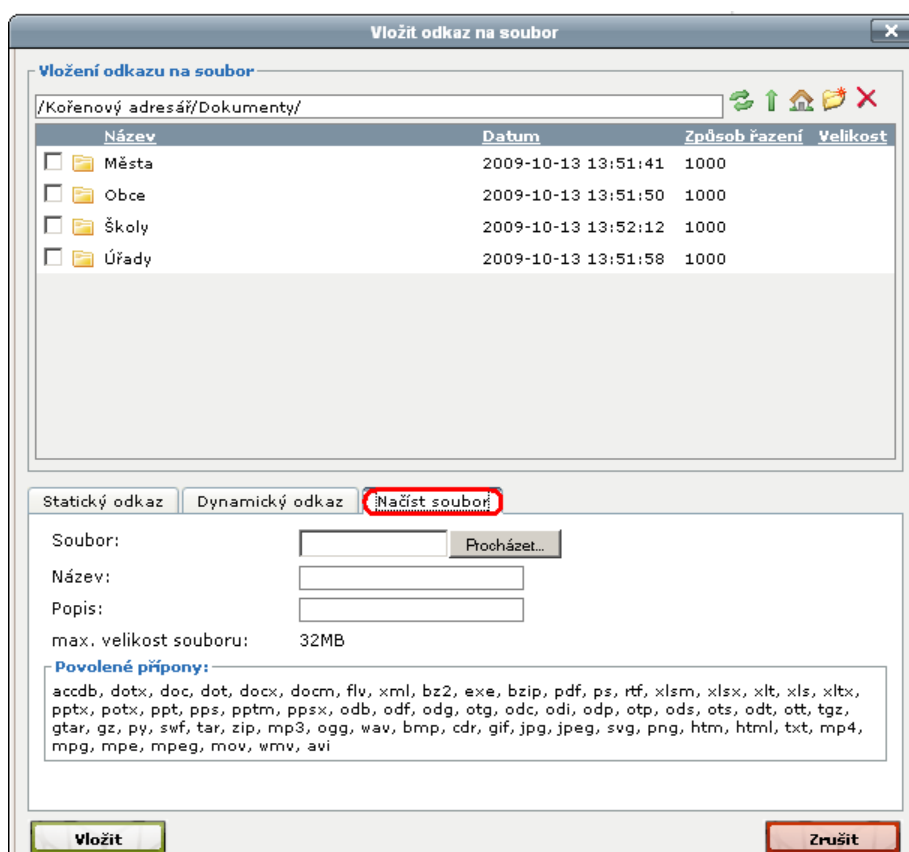 Vložit odkaz na soubor
Vložení odkazu na soubor
/Kořenový adresář/Dokumenty/
Název Datum Způsob řazení Velikost
Města 2009-10-13 13:51:41 1000
Obce 2009-10-13 13:51:50 1000
Školy 2009-10-13 13:52:12 1000
Úřady 2009-10-13 13:51:58 1000
Statický odkaz Dynamický odkaz Načíst soubor
Soubor: Procházet...
Název:
Popis:
max. velikost souboru: 32MB
Povolené přípony:
accdb, dotx, doc, dot, docx, docm, flv, xml, bz2, exe, bzip, pdf, ps, rtf, xlsm, xlsx, xlt, xls, xltx,
pptx, potx, ppt, pps, pptm, ppsx, odb, odf, odg, otg, odc, odi, odp, otp, ods, ots, odt, ott, tgz,
gtar, gz, py, swf, tar, zip, mp3, ogg, wav, bmp, cdr, gif, jpg, jpeg, svg, png, htm, html, txt, mp4,
mpg, mpe, mpeg, mov, wmv, avi
Vložit Zrušit